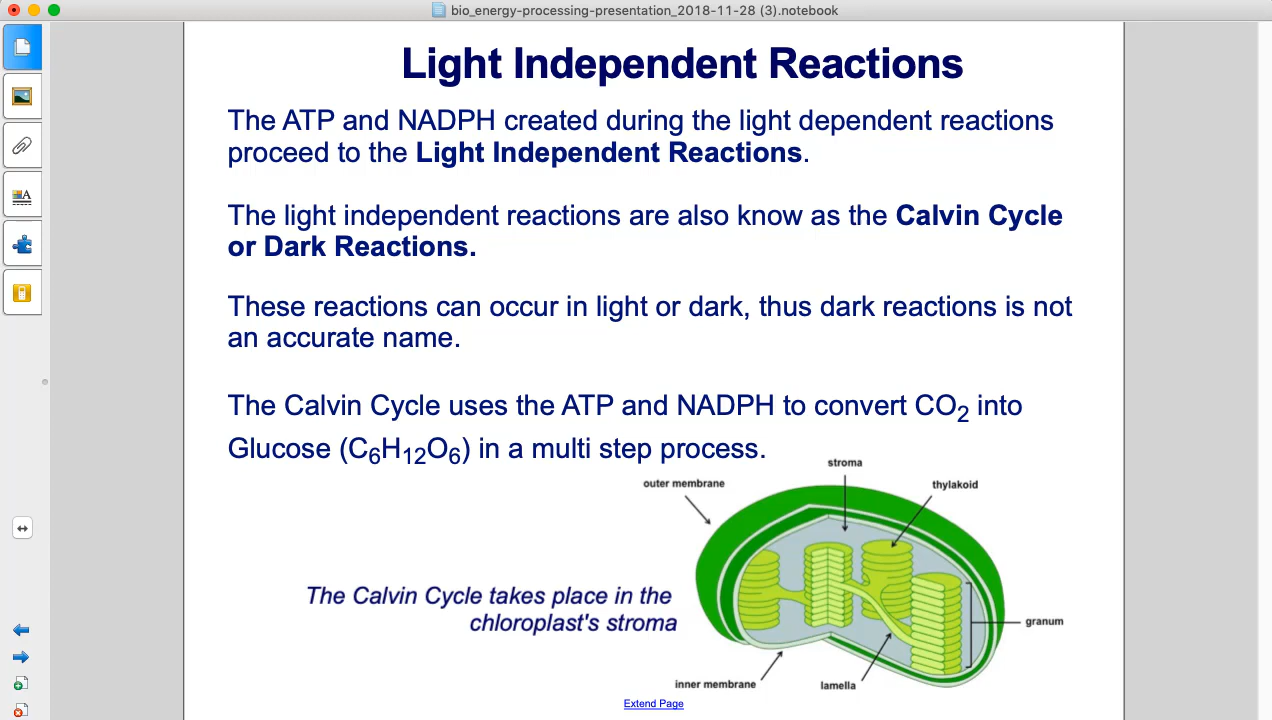 bio_energy-processing-presentation_2018-11-28 (3).notebook
Light Independent Reactions
The ATP and NADPH created during the light dependent reactions
proceed to the Light Independent Reactions.
The light independent reactions are also know as the Calvin Cycle
or Dark Reactions.
These reactions can occur in light or dark, thus dark reactions is not
an accurate name.
The Calvin Cycle uses the ATP and NADPH to convert CO₂ into
Glucose (C₆H₁₂O₆) in a multi step process.
stroma
outer membrane
thylakoid
The Calvin Cycle takes place in the
chloroplast's stroma
granum
inner membrane
lamella
Extend Page